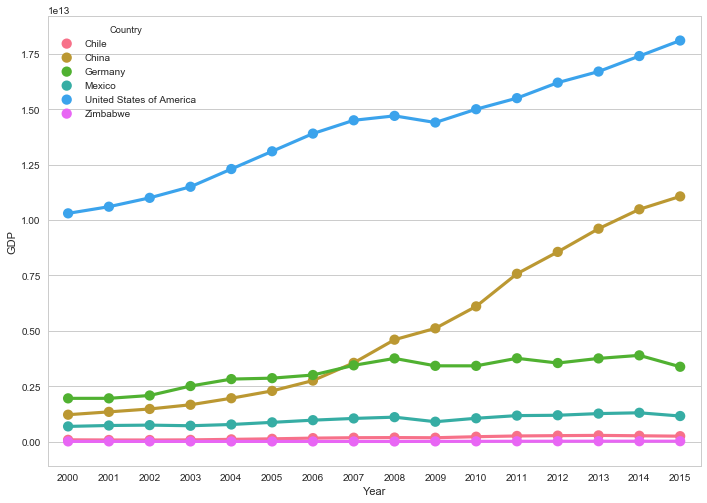 1e13
Country
Chile
China
Germany
Mexico
United States of America
Zimbabwe
1.75
1.50
1.25
1.00
0.75
0.50
0.25
0.00
GDP
2000 2001 2002 2003 2004 2005 2006 2007 2008 2009 2010 2011 2012 2013 2014 2015
Year